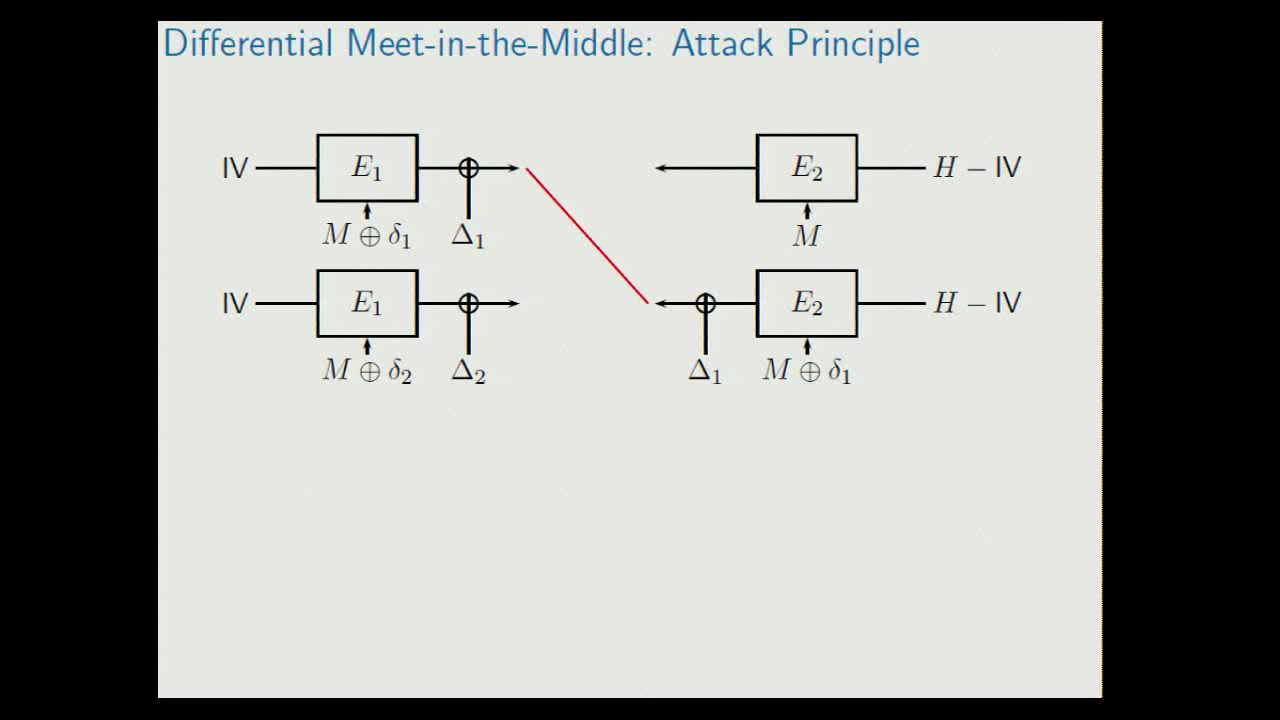 Differential Meet-in-the-Middle: Attack Principle
IV E₁ E₂ H − IV
M ⊕ δ₁ Δ₁ M
IV E₁ E₂ H − IV
M ⊕ δ₂ Δ₂ Δ₁ M ⊕ δ₁